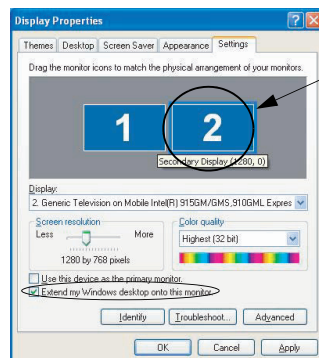 Display Properties
Themes Desktop Screen Saver Appearance Settings
Drag the monitor icons to match the physical arrangement of your monitors.
1 2
Secondary Display (1280, 0)
Display:
2. Generic Television on Mobile Intel(R) 915GM/GMS,910GML Expres
Screen resolution
Less More
1280 by 768 pixels
Color quality
Highest (32 bit)
Use this device as the primary monitor.
Extend my Windows desktop onto this monitor.
Identify Troubleshoot... Advanced
OK Cancel Apply